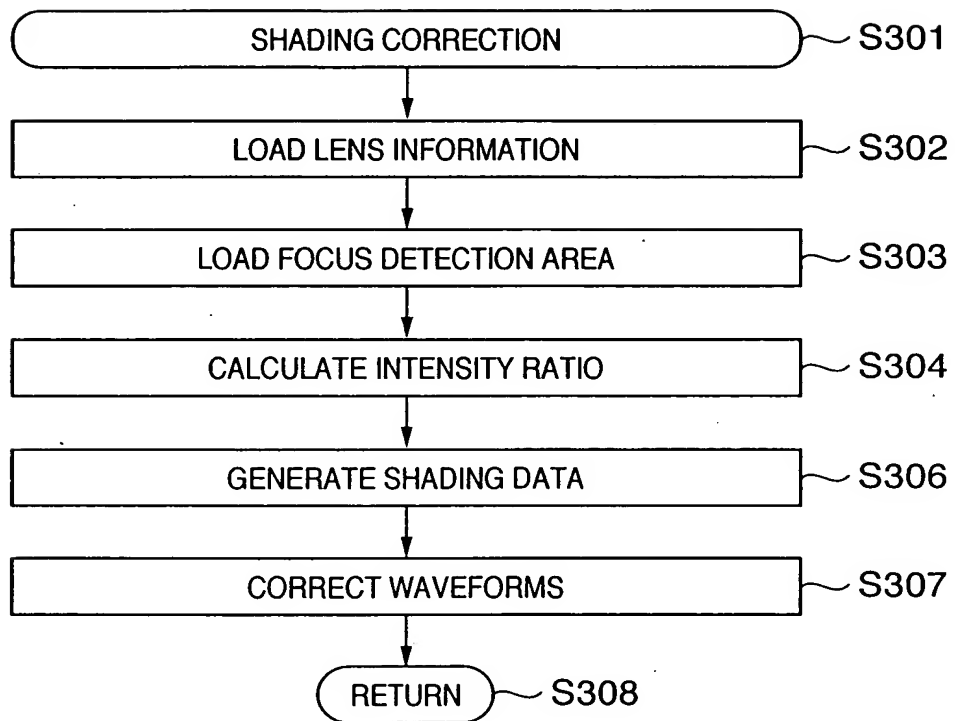 SHADING CORRECTION S301
LOAD LENS INFORMATION S302
LOAD FOCUS DETECTION AREA S303
CALCULATE INTENSITY RATIO S304
GENERATE SHADING DATA S306
CORRECT WAVEFORMS S307
RETURN S308